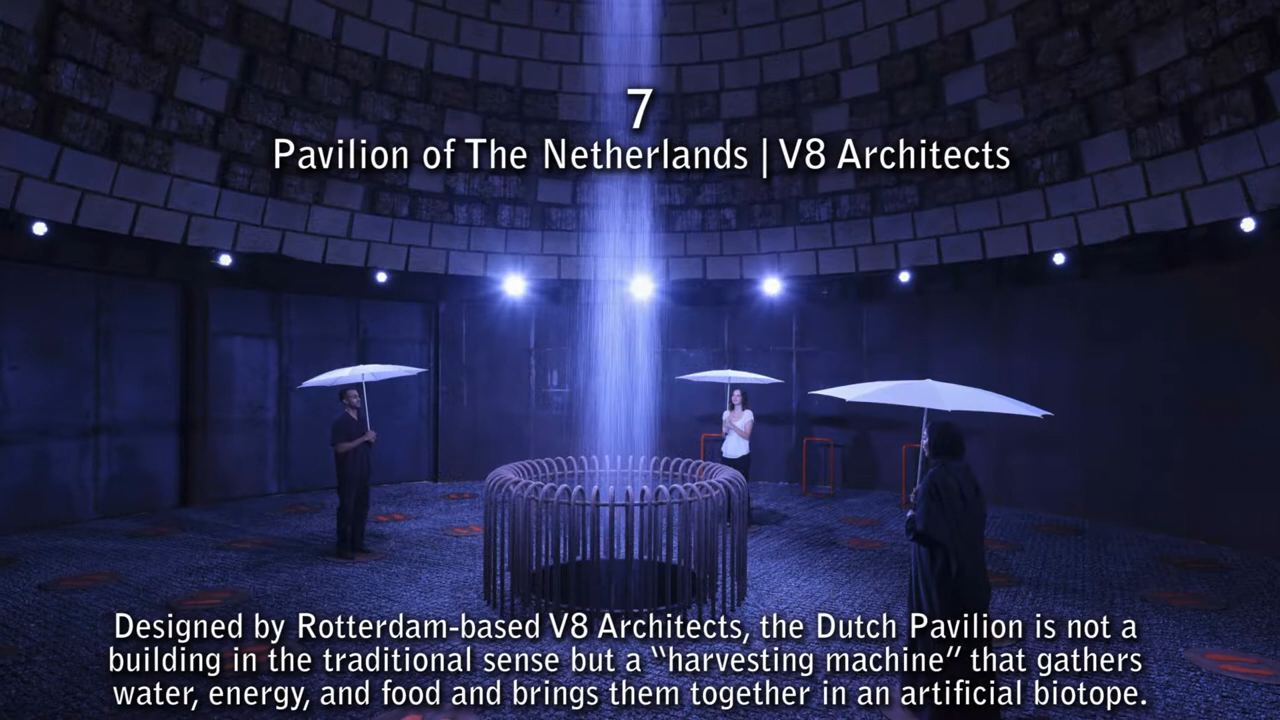 7
Pavilion of The Netherlands | V8 Architects
Designed by Rotterdam-based V8 Architects, the Dutch Pavilion is not a
building in the traditional sense but a “harvesting machine” that gathers
water, energy, and food and brings them together in an artificial biotope.